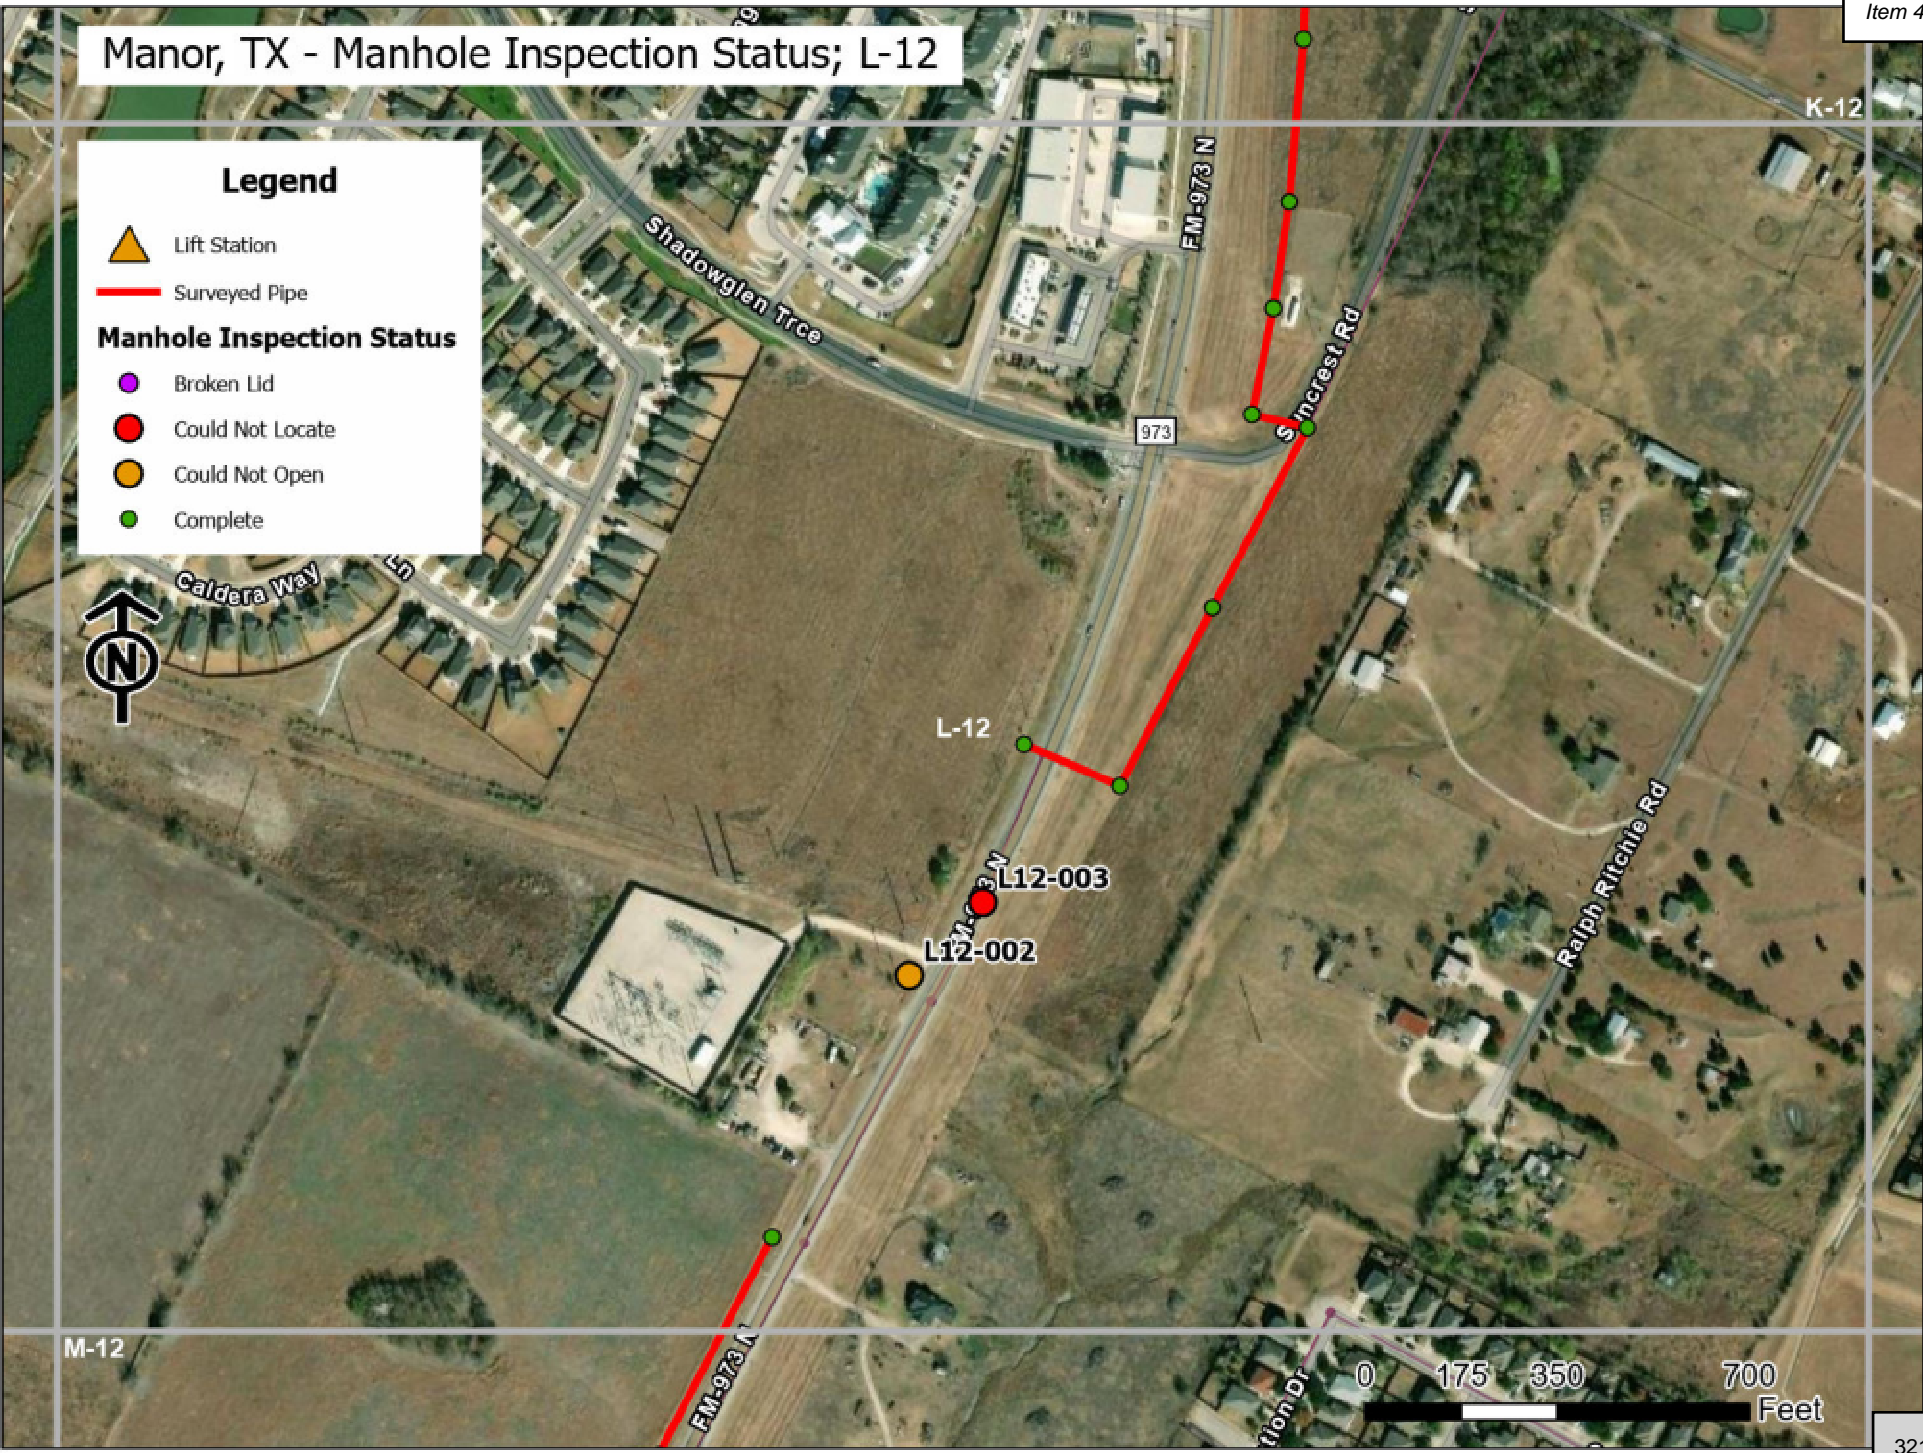 Item 4
Manor, TX - Manhole Inspection Status; L-12
K-12
Legend
Lift Station
Surveyed Pipe
Manhole Inspection Status
Broken Lid
Could Not Locate
Could Not Open
Complete
FM-973 N
Shadowglen Trce
Suncrest Rd
973
Caldera Way
Ln
N
L-12
Ralph Ritchie Rd
L12-003
L12-002
M-12
FM-973 N
0 175 350 700
Feet